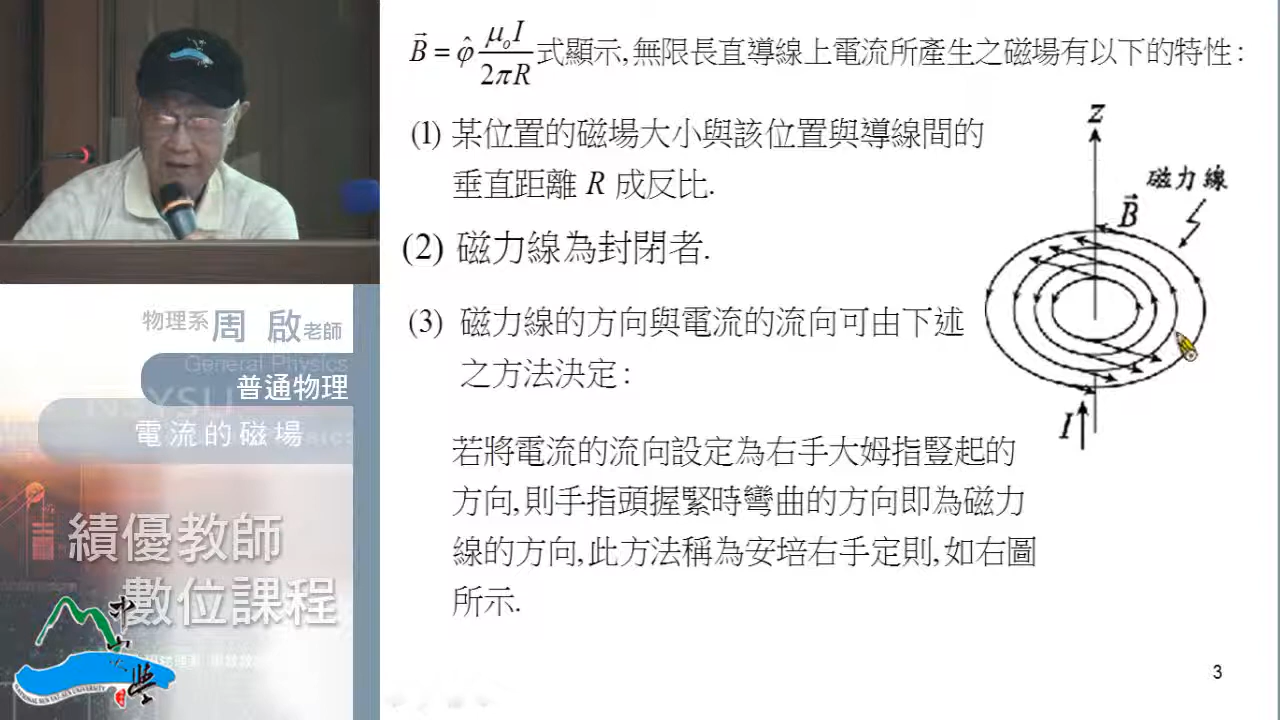 B⃗ = φ̂ μ₀I / 2πR 式顯示,無限長直導線上電流所產生之磁場有以下的特性:
(1) 某位置的磁場大小與該位置與導線間的
垂直距離 R 成反比.
(2) 磁力線為封閉者.
(3) 磁力線的方向與電流的流向可由下述
之方法決定:
若將電流的流向設定為右手大姆指豎起的
方向,則手指頭握緊時彎曲的方向即為磁力
線的方向,此方法稱為安培右手定則,如右圖
所示.
Z
磁力線
B⃗
I
3
物理系 周 啟 老師
General Physics
普通物理
NSYSU
電流的磁場
績優教師
數位課程
NATIONAL SUN YAT-SEN UNIVERSITY